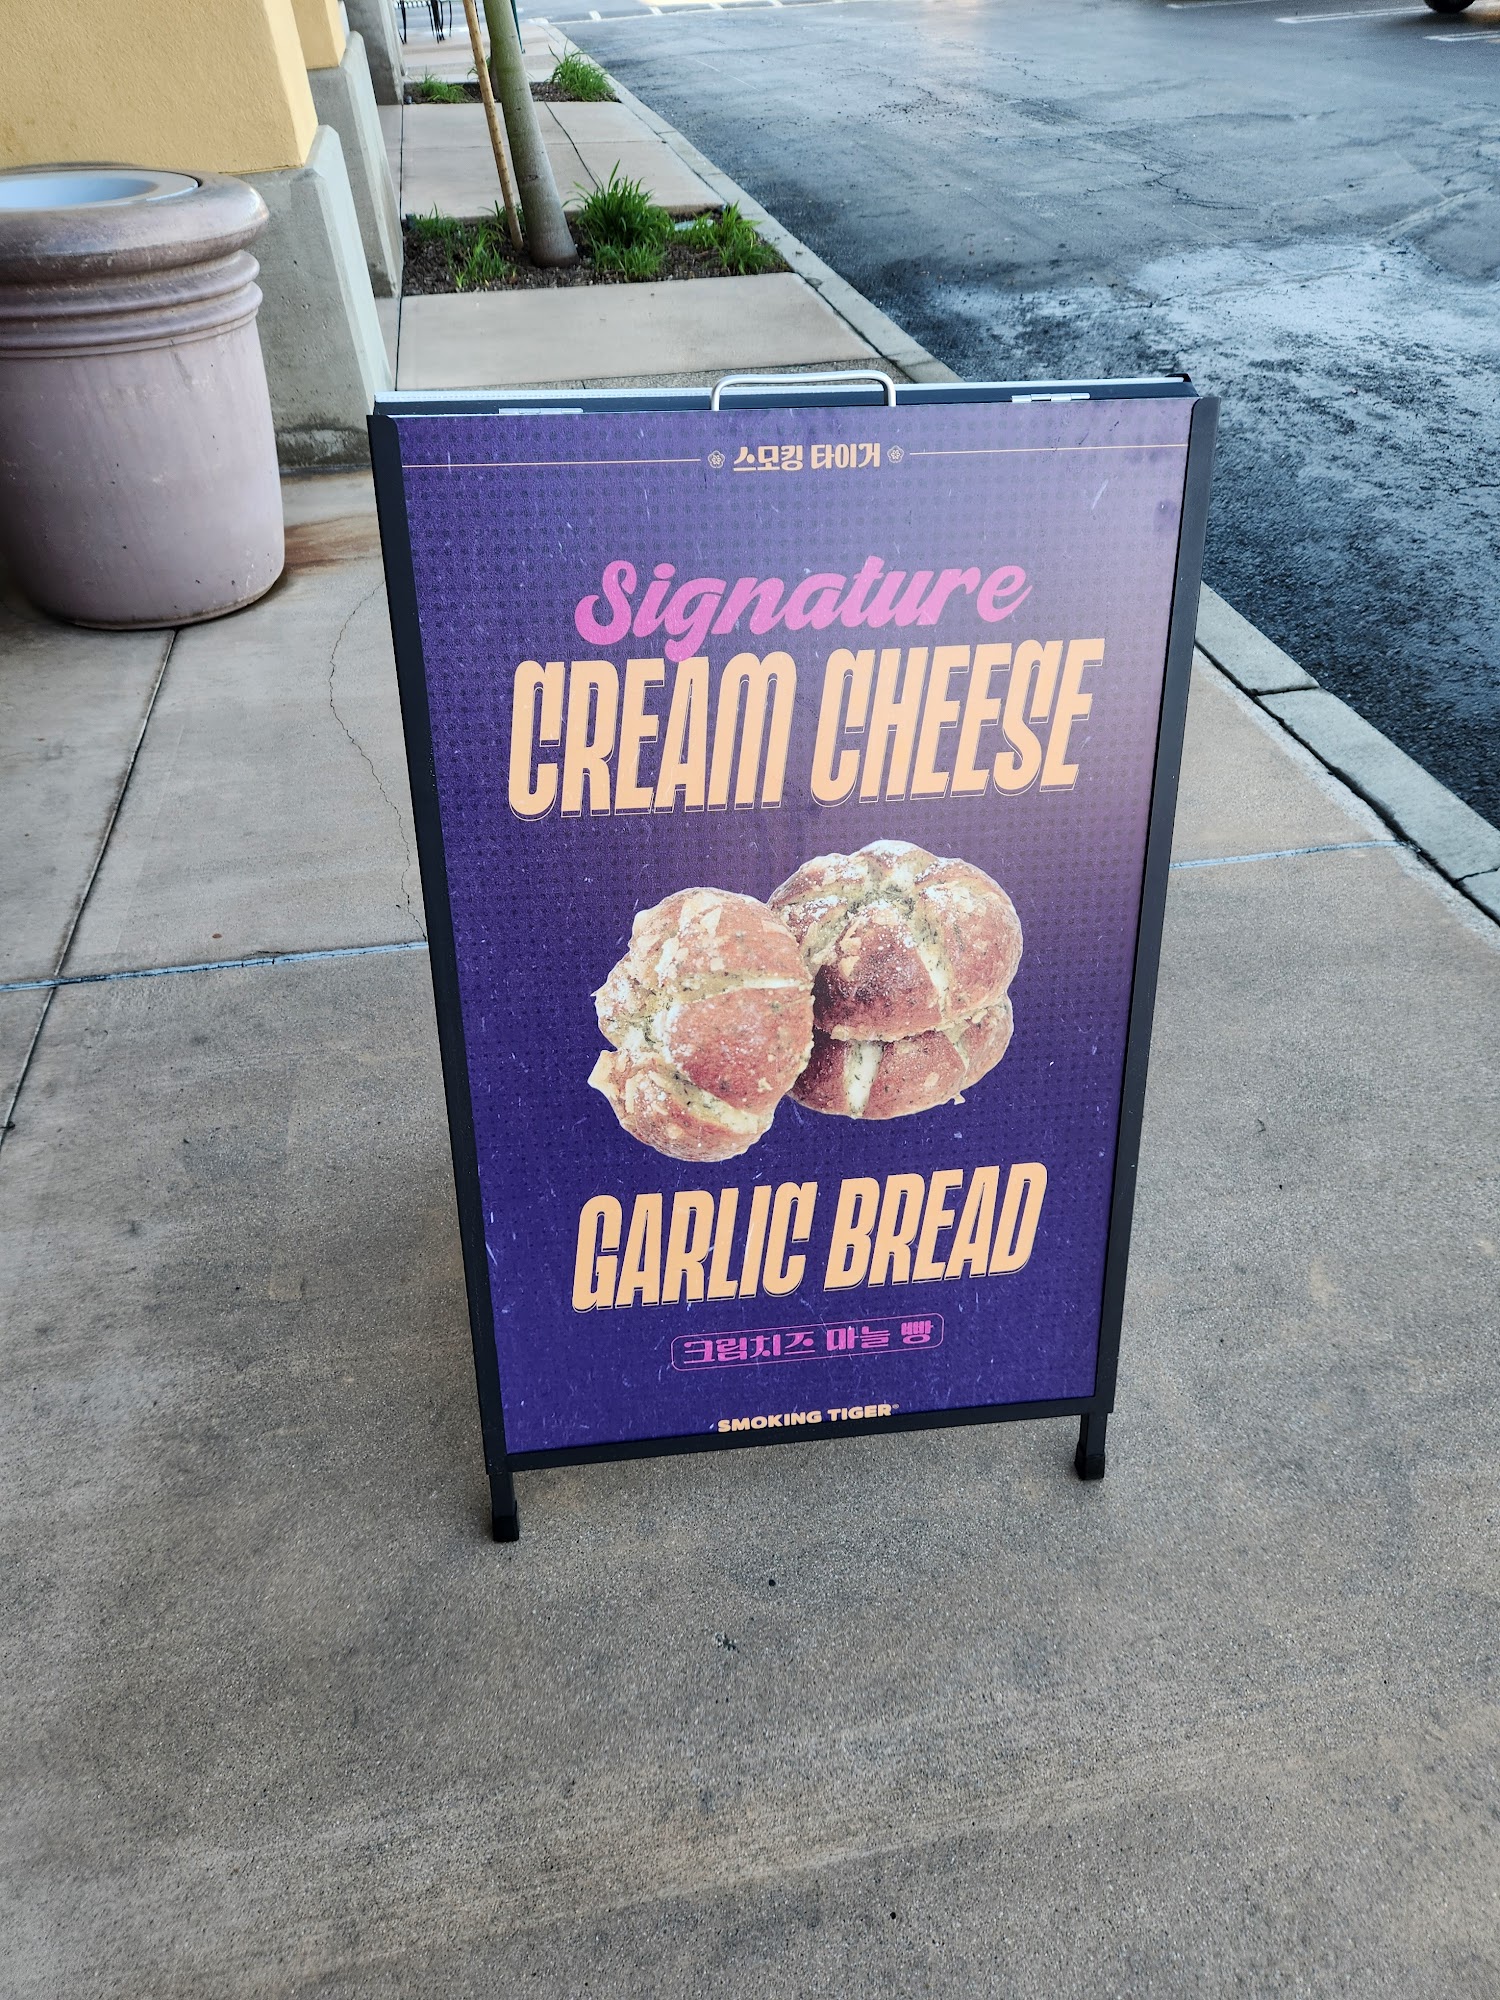 스모킹 타이거
Signature
CREAM CHEESE
GARLIC BREAD
크림치즈 마늘 빵
SMOKING TIGER®